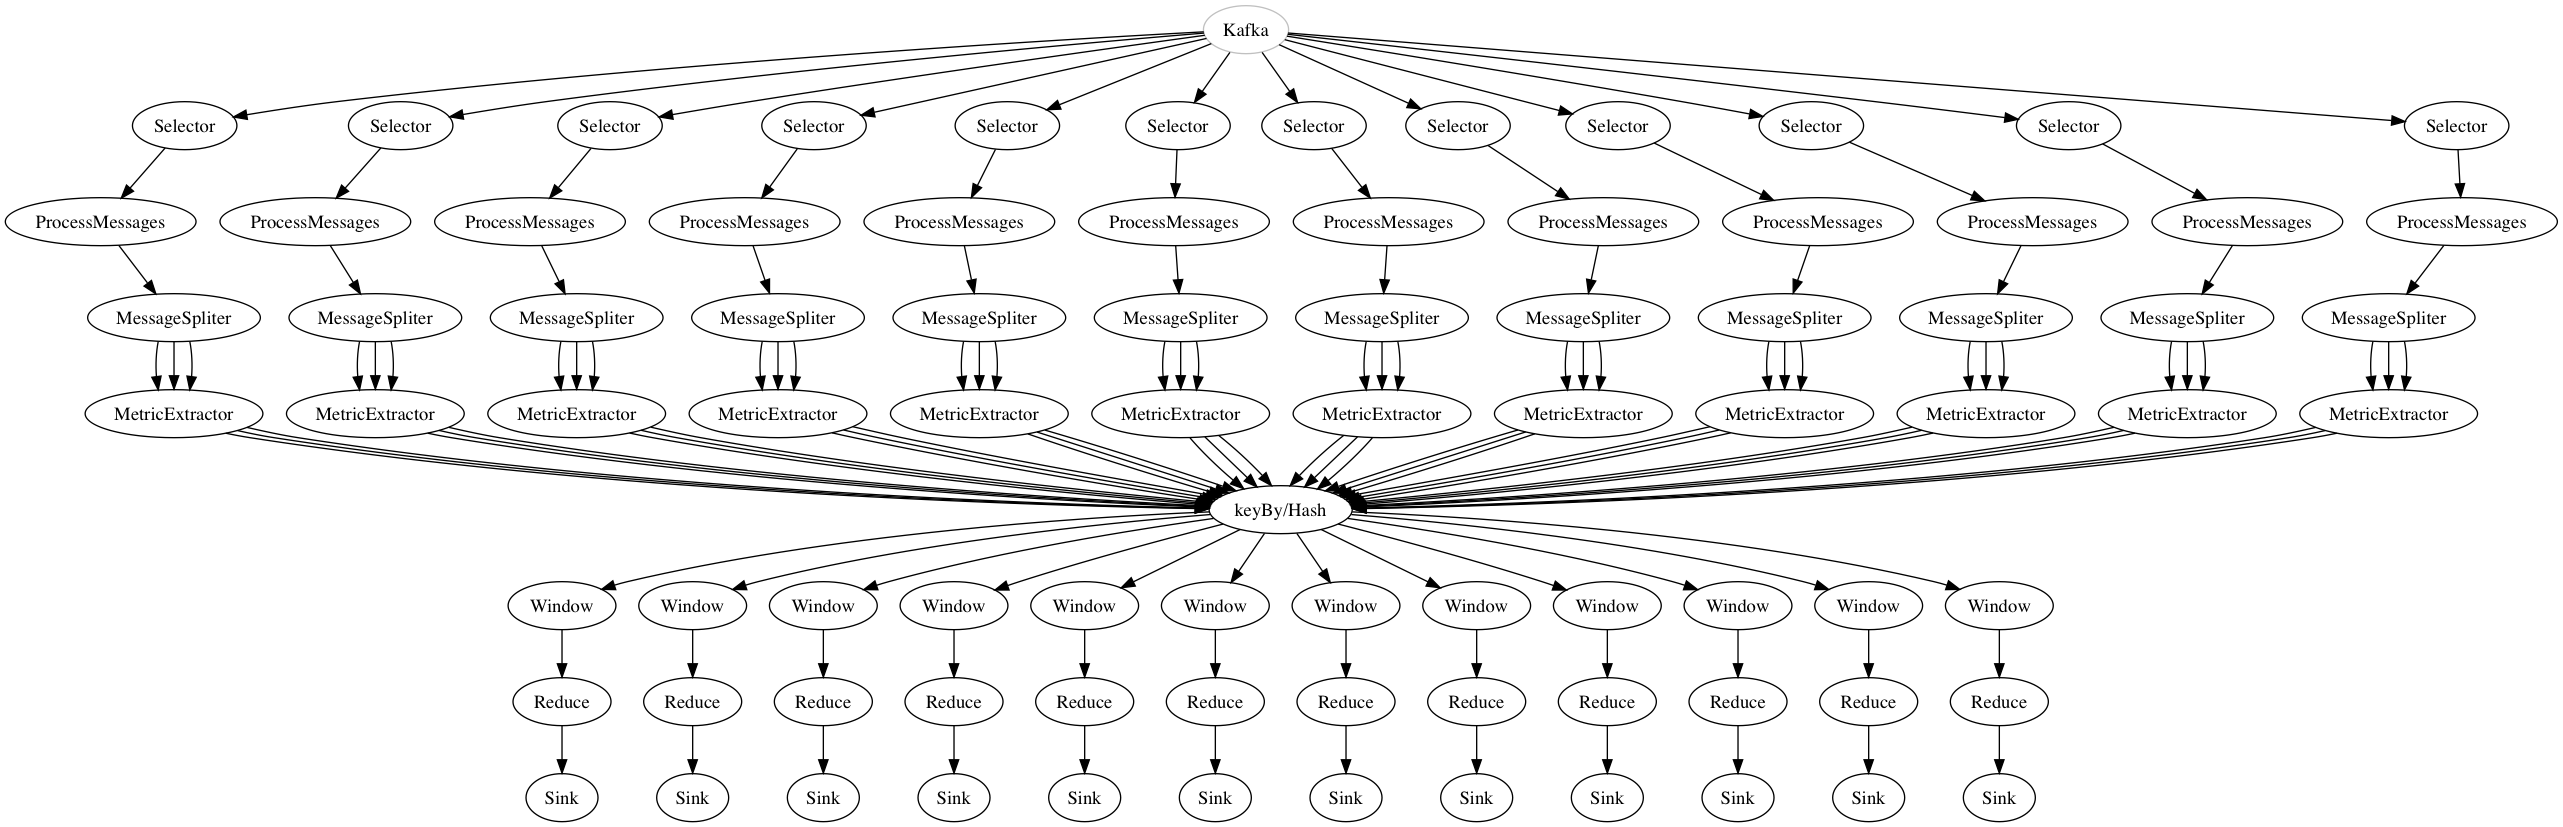 Kafka
Selector Selector Selector Selector Selector Selector Selector Selector Selector Selector Selector Selector
ProcessMessages ProcessMessages ProcessMessages ProcessMessages ProcessMessages ProcessMessages ProcessMessages ProcessMessages ProcessMessages ProcessMessages ProcessMessages ProcessMessages
MessageSpliter MessageSpliter MessageSpliter MessageSpliter MessageSpliter MessageSpliter MessageSpliter MessageSpliter MessageSpliter MessageSpliter MessageSpliter MessageSpliter
MetricExtractor MetricExtractor MetricExtractor MetricExtractor MetricExtractor MetricExtractor MetricExtractor MetricExtractor MetricExtractor MetricExtractor MetricExtractor MetricExtractor
keyBy/Hash
Window Window Window Window Window Window Window Window Window Window Window Window
Reduce Reduce Reduce Reduce Reduce Reduce Reduce Reduce Reduce Reduce Reduce Reduce
Sink Sink Sink Sink Sink Sink Sink Sink Sink Sink Sink Sink